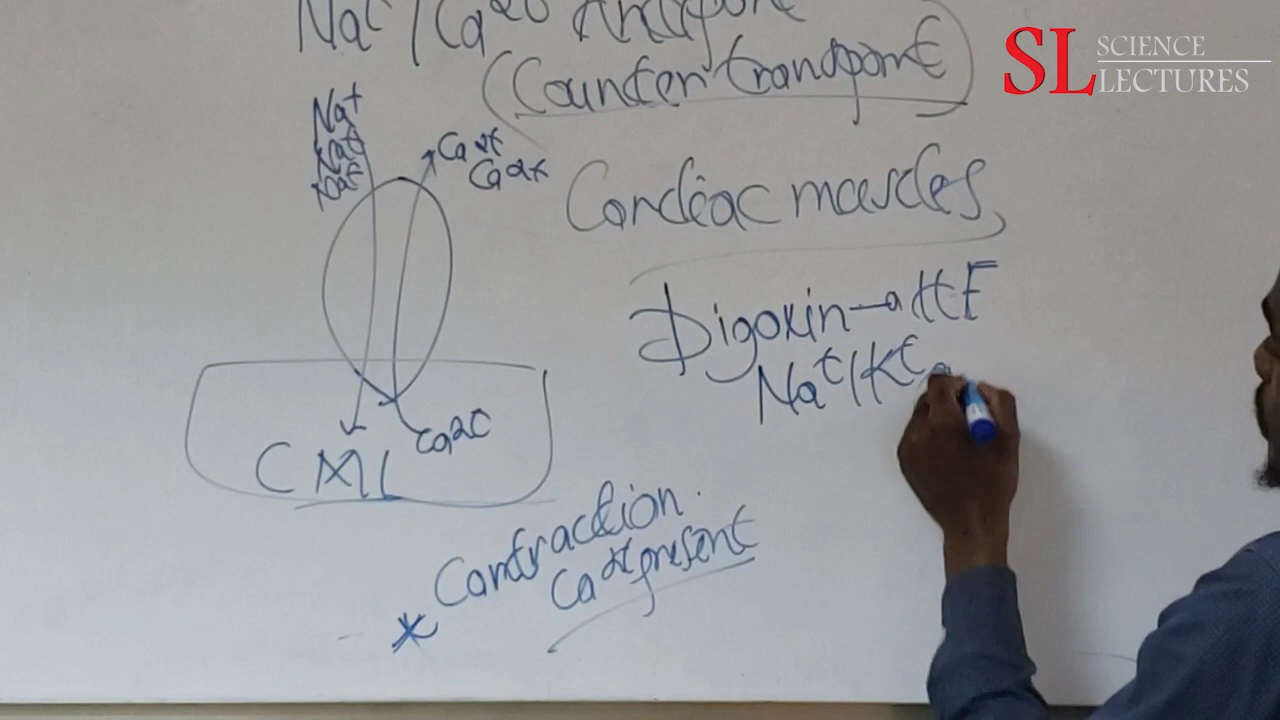 Na+/Ca2+ Antiport
(Counter transport)
SL SCIENCE
LECTURES
Na+
Na+
Na+
Ca2+
Ca2+
Cardiac muscles,
Digoxin→HF
Na+/K+
Ca2+
CML
Contraction.
Ca2+ present
*